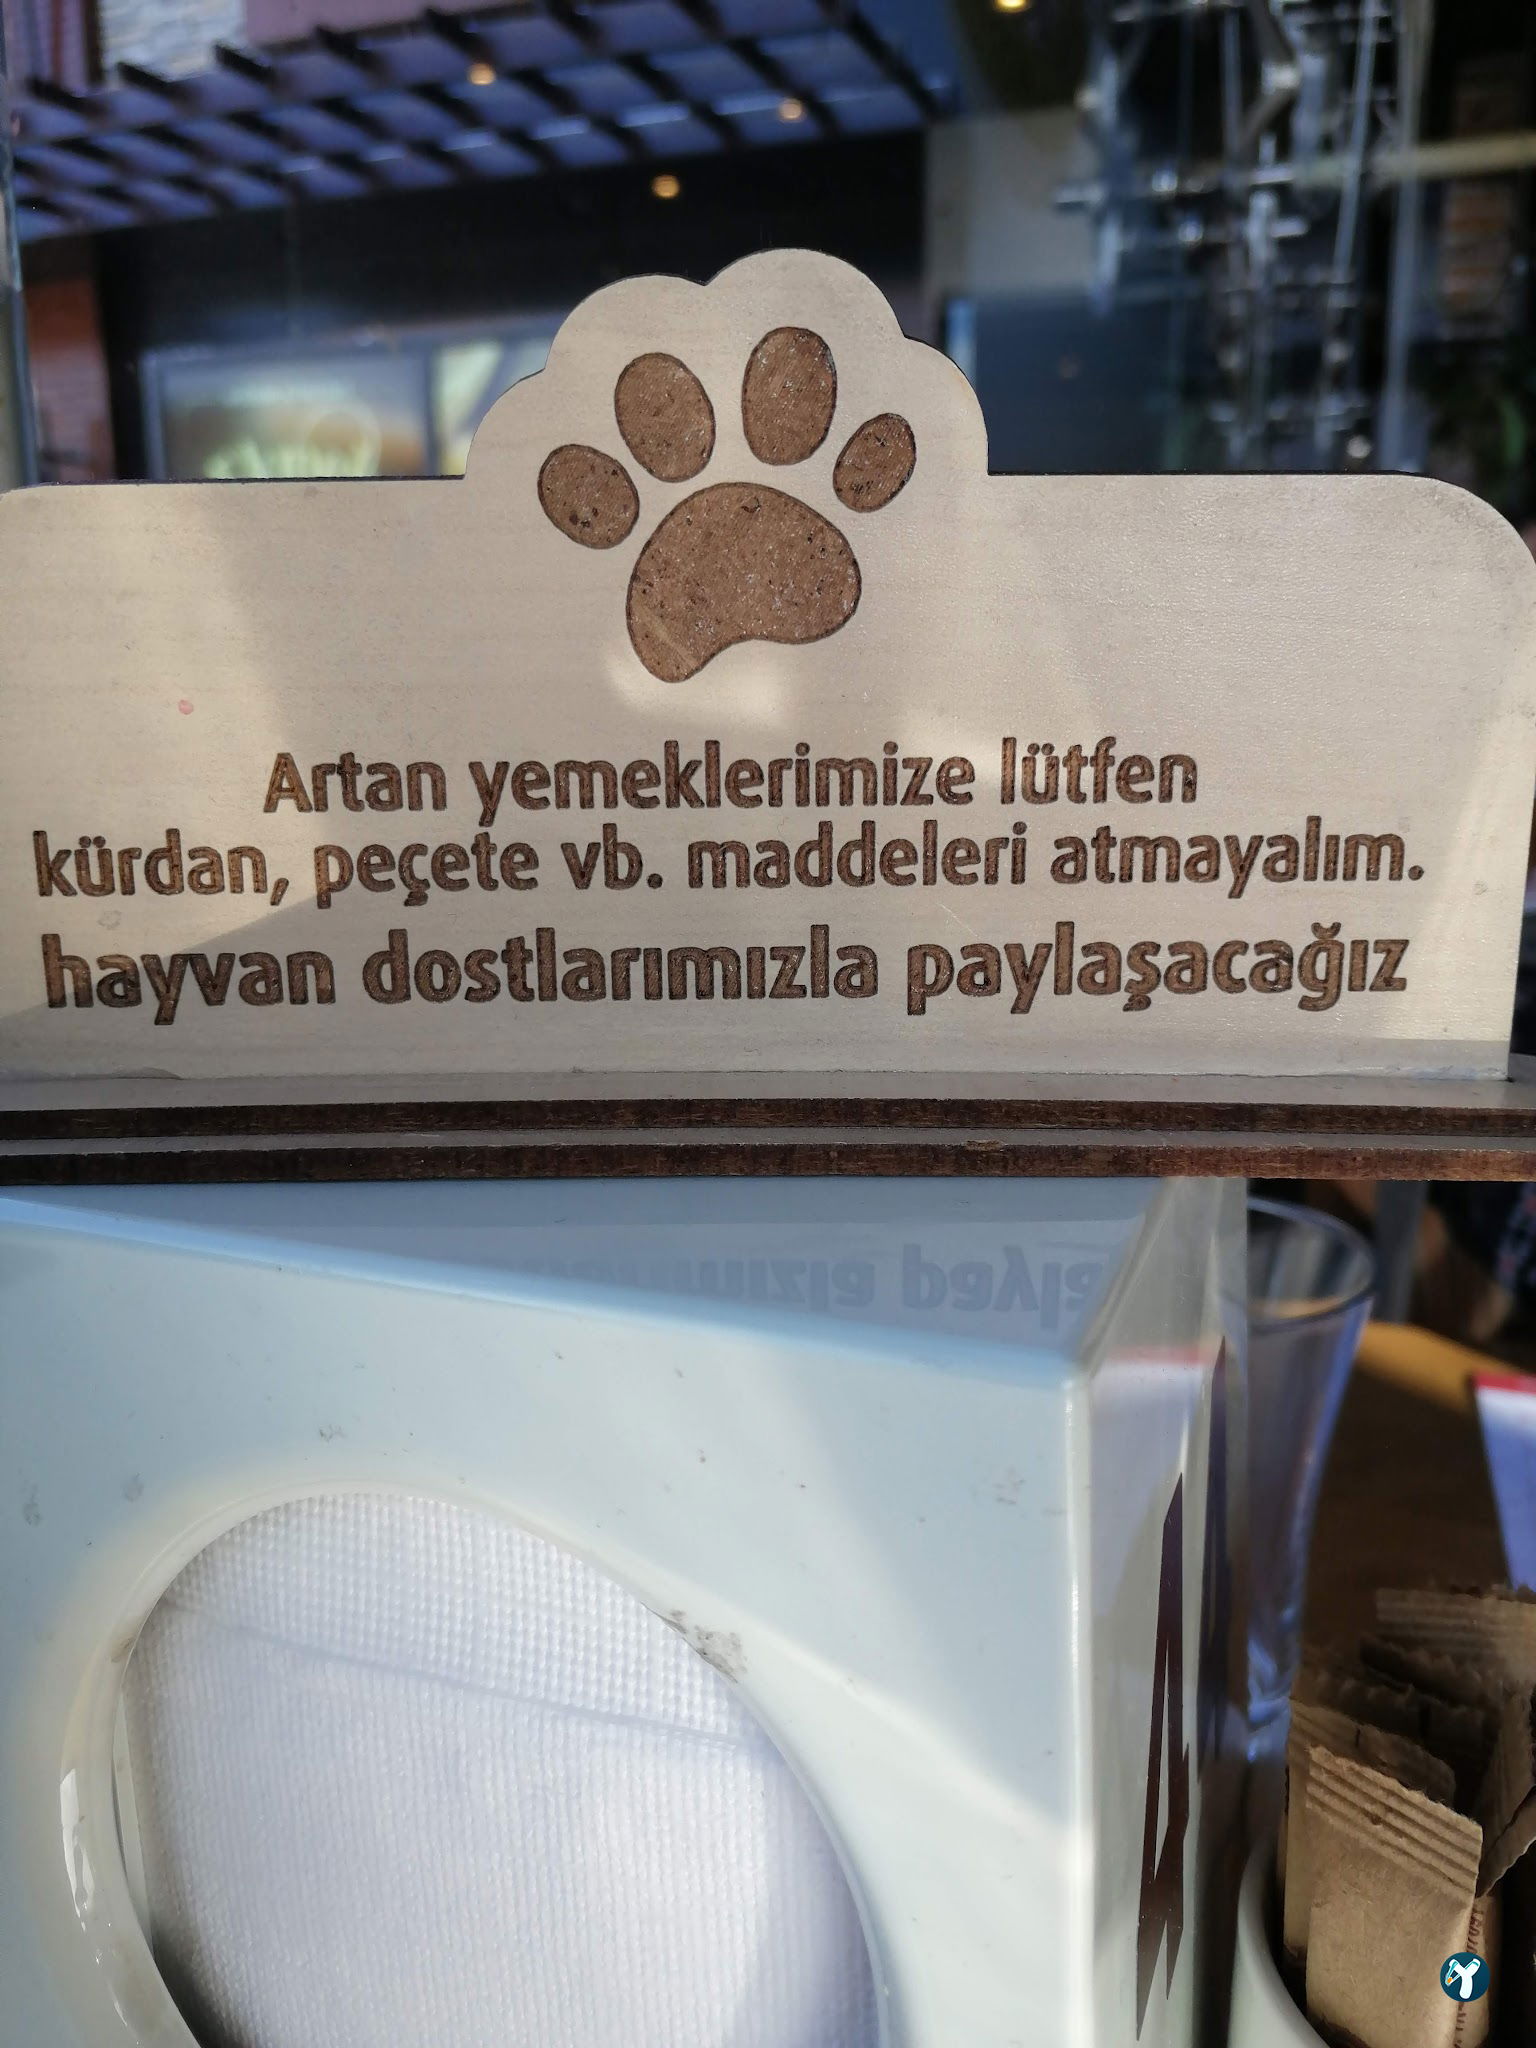 Artan yemeklerimize lütfen
kürdan, peçete vb. maddeleri atmayalım.
hayvan dostlarımızla paylaşacağız